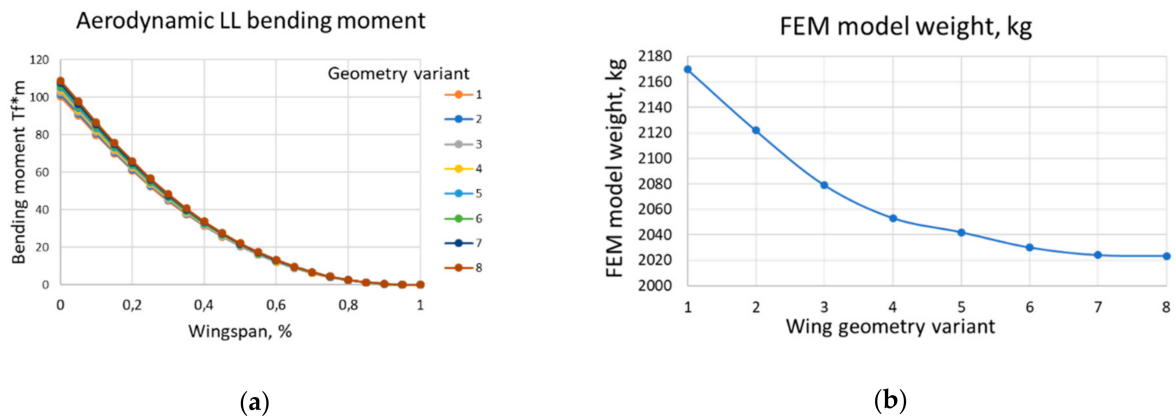 Aerodynamic LL bending moment
Bending moment Tf*m
120
100
80
60
40
20
0
0 0,2 0,4 0,6 0,8 1
Wingspan, %
Geometry variant
1
2
3
4
5
6
7
8
(a)
FEM model weight, kg
FEM model weight, kg
2180
2160
2140
2120
2100
2080
2060
2040
2020
2000
1 2 3 4 5 6 7 8
Wing geometry variant
(b)